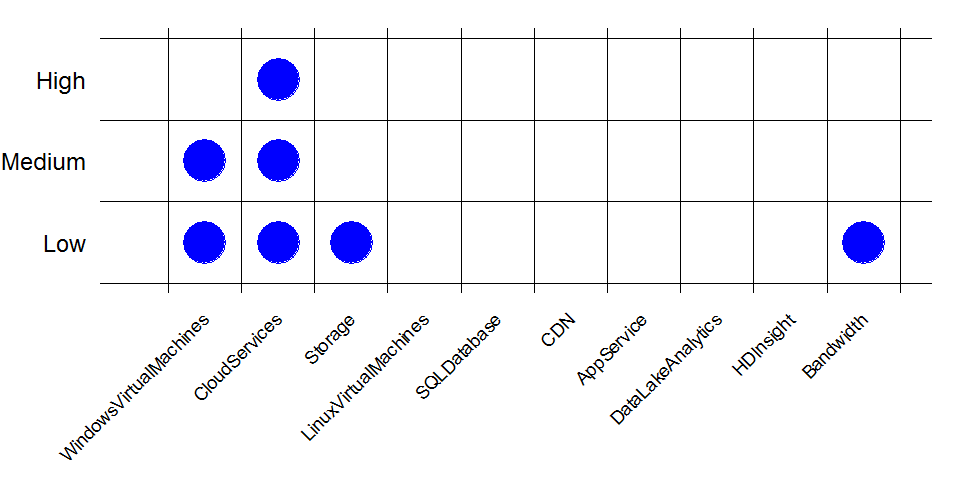 High
Medium
Low
WindowsVirtualMachines
CloudServices
Storage
LinuxVirtualMachines
SQLDatabase
CDN
AppService
DataLakeAnalytics
HDInsight
Bandwidth